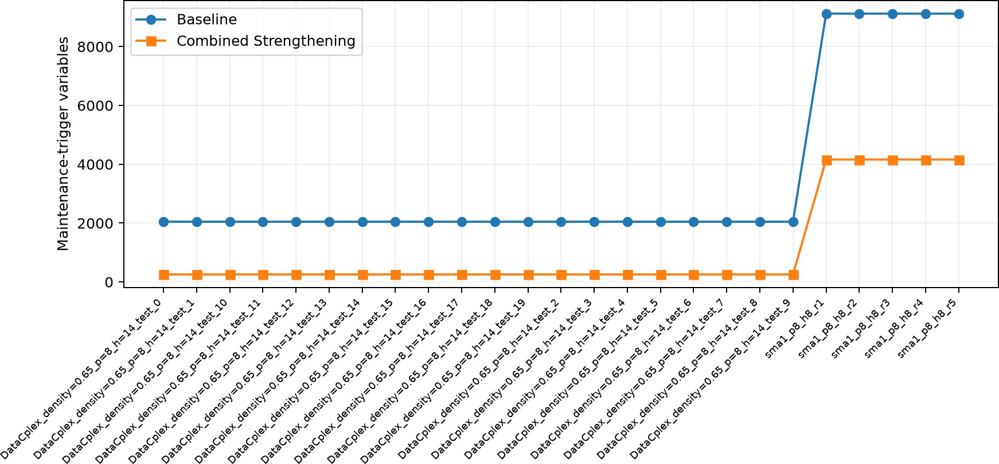 Baseline
Combined Strengthening
Maintenance-trigger variables
8000
6000
4000
2000
0
DataCplex_density=0.65_p=8_h=14_test_0
DataCplex_density=0.65_p=8_h=14_test_1
DataCplex_density=0.65_p=8_h=14_test_10
DataCplex_density=0.65_p=8_h=14_test_11
DataCplex_density=0.65_p=8_h=14_test_12
DataCplex_density=0.65_p=8_h=14_test_13
DataCplex_density=0.65_p=8_h=14_test_14
DataCplex_density=0.65_p=8_h=14_test_15
DataCplex_density=0.65_p=8_h=14_test_16
DataCplex_density=0.65_p=8_h=14_test_17
DataCplex_density=0.65_p=8_h=14_test_18
DataCplex_density=0.65_p=8_h=14_test_19
DataCplex_density=0.65_p=8_h=14_test_2
DataCplex_density=0.65_p=8_h=14_test_3
DataCplex_density=0.65_p=8_h=14_test_4
DataCplex_density=0.65_p=8_h=14_test_5
DataCplex_density=0.65_p=8_h=14_test_6
DataCplex_density=0.65_p=8_h=14_test_7
DataCplex_density=0.65_p=8_h=14_test_8
DataCplex_density=0.65_p=8_h=14_test_9
sma1_p8_h8_r1
sma1_p8_h8_r2
sma1_p8_h8_r3
sma1_p8_h8_r4
sma1_p8_h8_r5